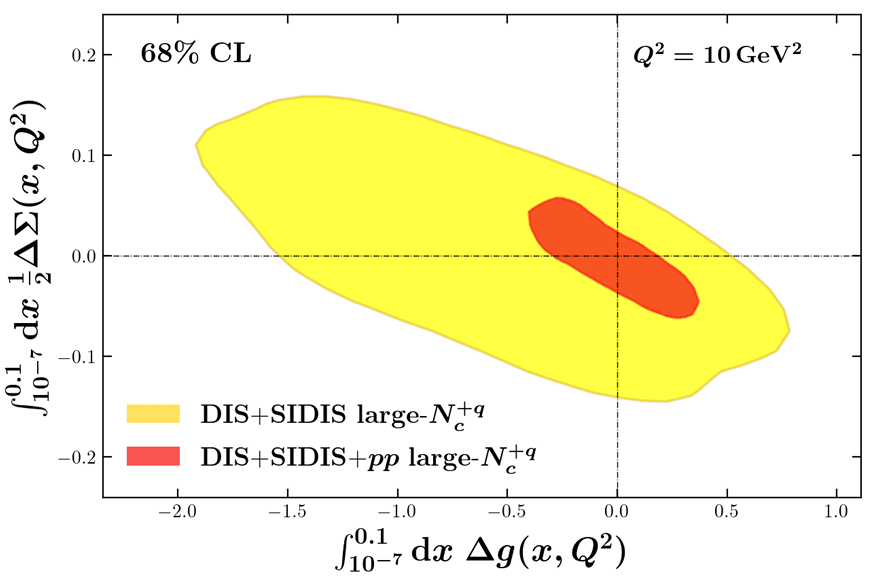 68% CL
Q² = 10 GeV²
0.2
0.1
0.0
−0.1
−0.2
∫_{10⁻⁷}^{0.1} dx ½ΔΣ(x, Q²)
DIS+SIDIS large-N_c^{+q}
DIS+SIDIS+pp large-N_c^{+q}
−2.0 −1.5 −1.0 −0.5 0.0 0.5 1.0
∫_{10⁻⁷}^{0.1} dx Δg(x, Q²)